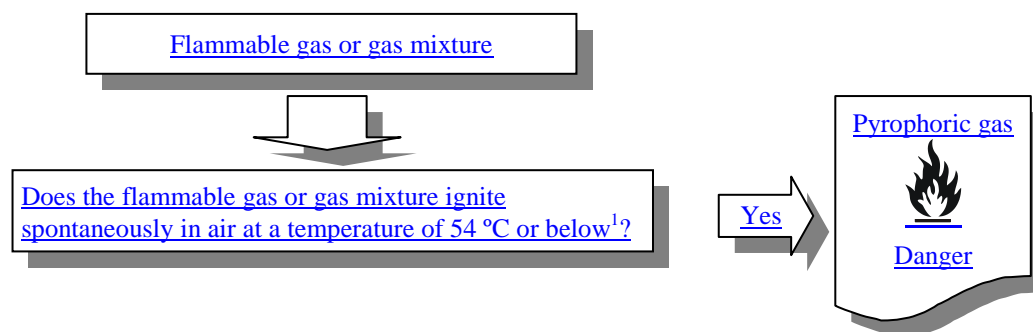 Flammable gas or gas mixture
Does the flammable gas or gas mixture ignite
spontaneously in air at a temperature of 54 ºC or below¹?
Yes
Pyrophoric gas
Danger